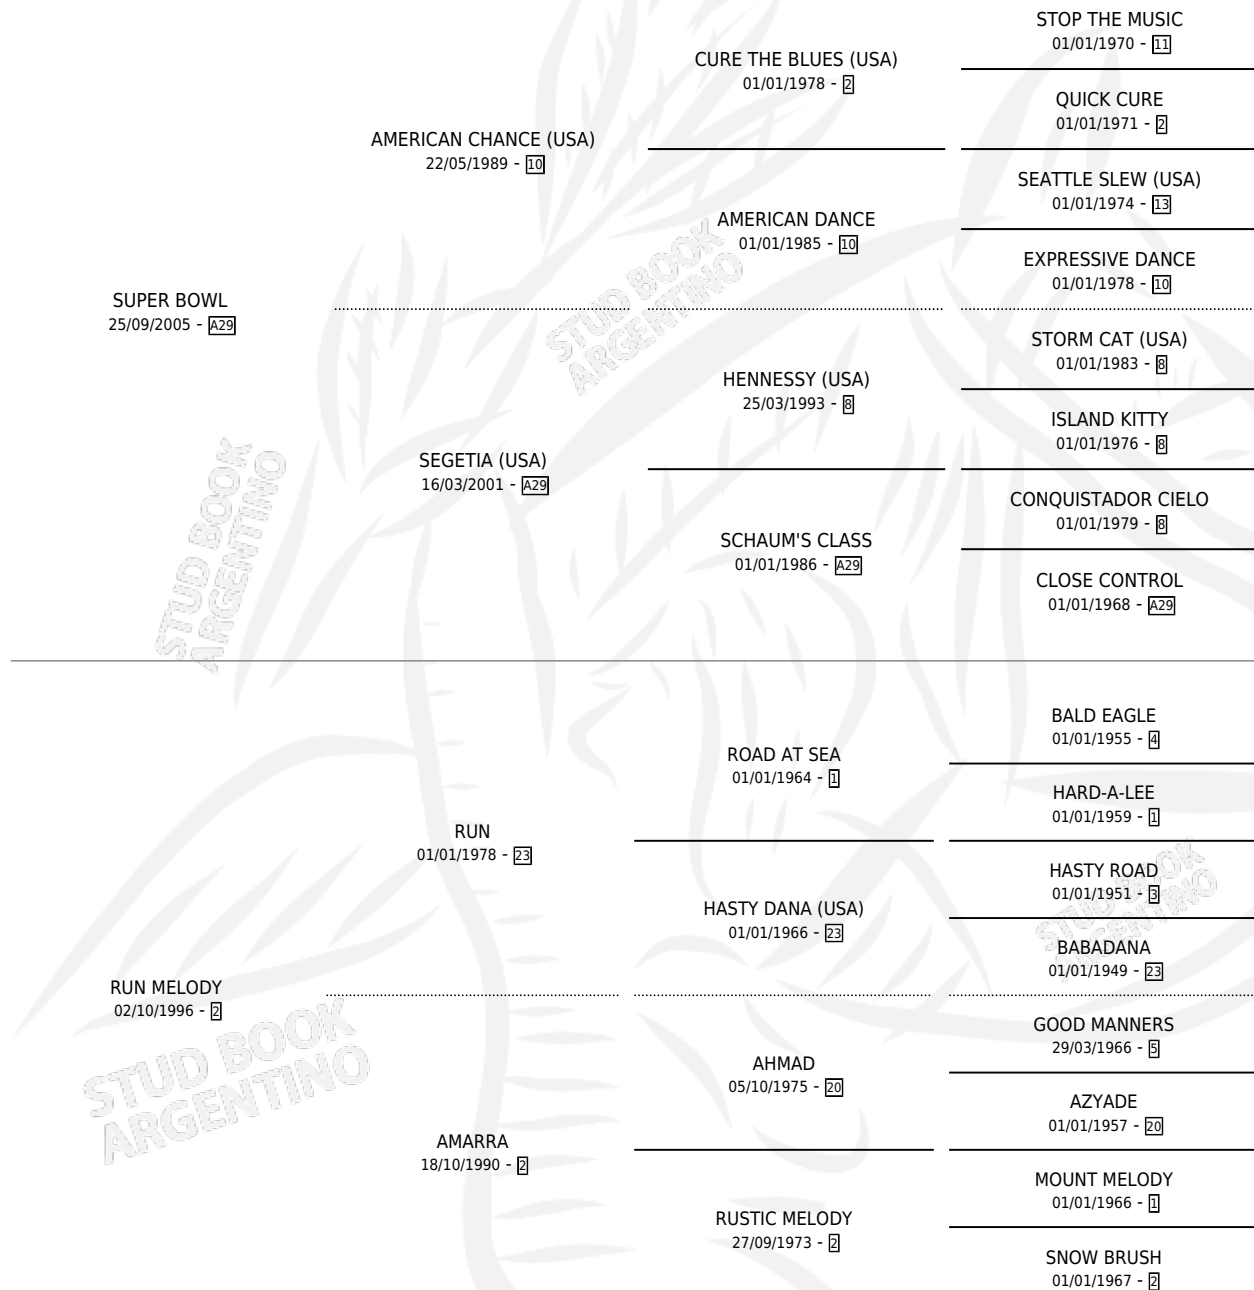 STOP THE MUSIC
01/01/1970 - 11
CURE THE BLUES (USA)
01/01/1978 - 2
QUICK CURE
01/01/1971 - 2
AMERICAN CHANCE (USA)
22/05/1989 - 10
SEATTLE SLEW (USA)
01/01/1974 - 13
AMERICAN DANCE
01/01/1985 - 10
EXPRESSIVE DANCE
01/01/1978 - 10
SUPER BOWL
25/09/2005 - A29
STORM CAT (USA)
01/01/1983 - 8
HENNESSY (USA)
25/03/1993 - 8
ISLAND KITTY
01/01/1976 - 8
SEGETIA (USA)
16/03/2001 - A29
CONQUISTADOR CIELO
01/01/1979 - 8
SCHAUM'S CLASS
01/01/1986 - A29
CLOSE CONTROL
01/01/1968 - A29
BALD EAGLE
01/01/1955 - 4
ROAD AT SEA
01/01/1964 - 1
HARD-A-LEE
01/01/1959 - 1
RUN
01/01/1978 - 23
HASTY ROAD
01/01/1951 - 3
HASTY DANA (USA)
01/01/1966 - 23
BABADANA
01/01/1949 - 23
RUN MELODY
02/10/1996 - 2
GOOD MANNERS
29/03/1966 - 5
AHMAD
05/10/1975 - 20
AZYADE
01/01/1957 - 20
AMARRA
18/10/1990 - 2
MOUNT MELODY
01/01/1966 - 1
RUSTIC MELODY
27/09/1973 - 2
SNOW BRUSH
01/01/1967 - 2
STUD BOOK
ARGENTINO
STUD BOOK
ARGENTINO
STUD BOOK
ARGENTINO
STUD BOOK
ARGENTINO